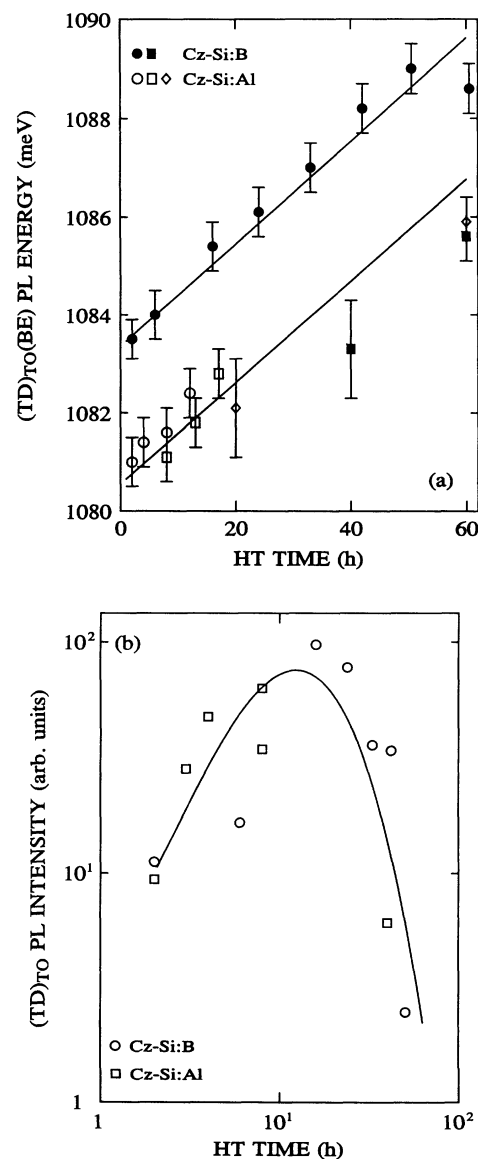 1090
1088
1086
1084
1082
1080
(TD)TO(BE) PL ENERGY (meV)
● ■ Cz-Si:B
○ □ ◇ Cz-Si:Al
(a)
0 20 40 60
HT TIME (h)
(b)
10²
10¹
1
(TD)TO PL INTENSITY (arb. units)
○ Cz-Si:B
□ Cz-Si:Al
1 10¹ 10²
HT TIME (h)